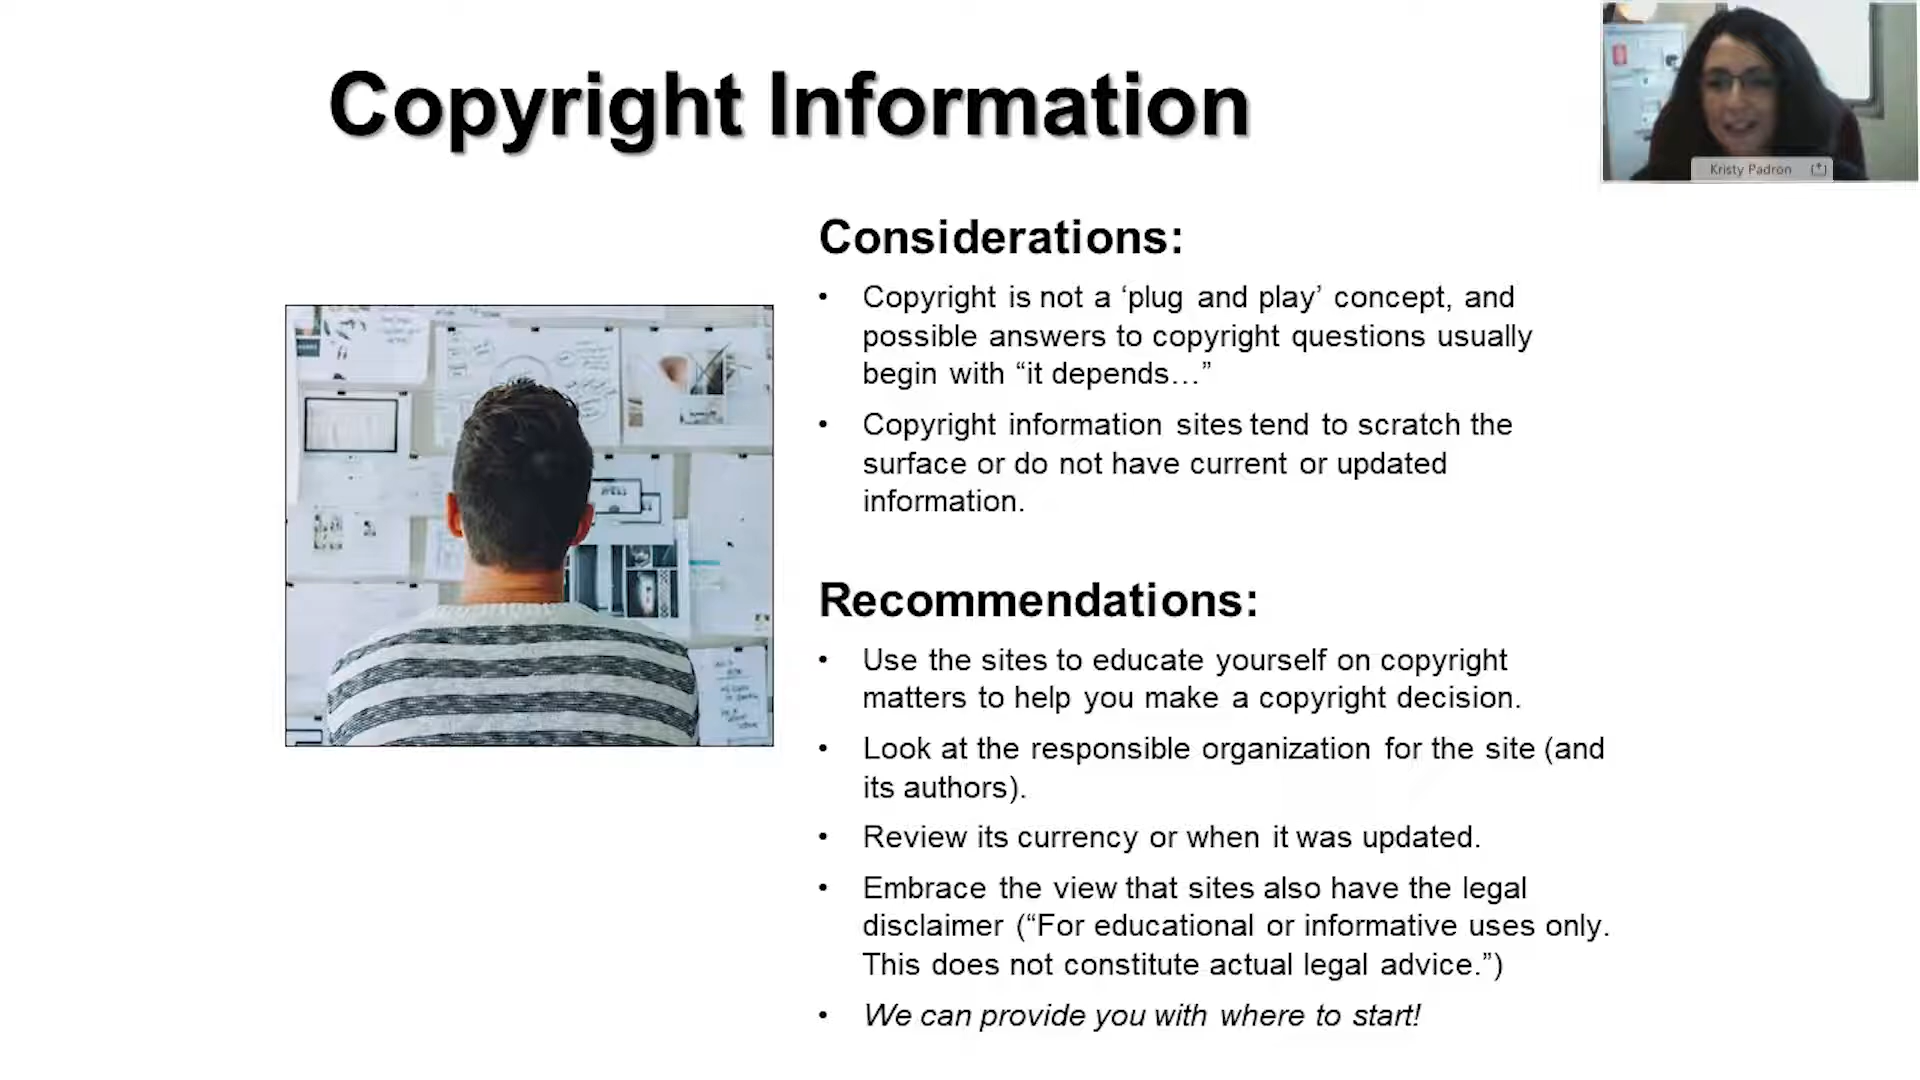 Copyright Information
Kristy Padron
Considerations:
• Copyright is not a ‘plug and play’ concept, and
possible answers to copyright questions usually
begin with “it depends…”
• Copyright information sites tend to scratch the
surface or do not have current or updated
information.
Recommendations:
• Use the sites to educate yourself on copyright
matters to help you make a copyright decision.
• Look at the responsible organization for the site (and
its authors).
• Review its currency or when it was updated.
• Embrace the view that sites also have the legal
disclaimer (“For educational or informative uses only.
This does not constitute actual legal advice.”)
• We can provide you with where to start!